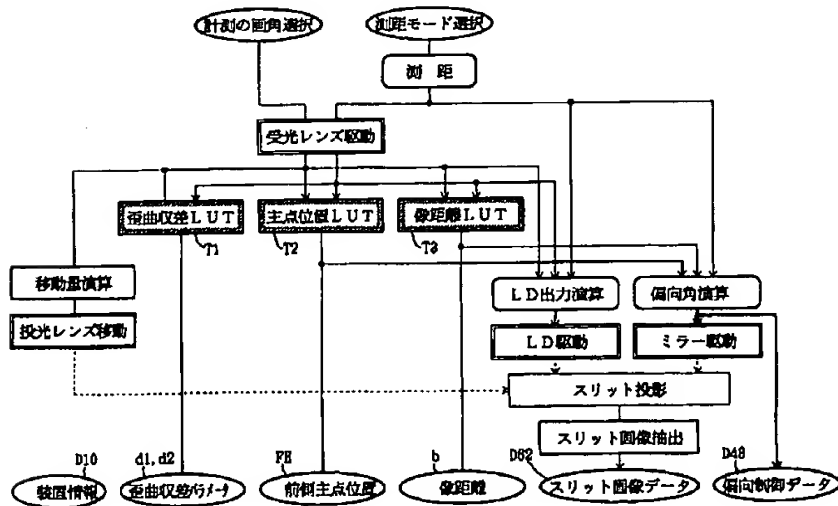 計測の画角選択
測距モード選択
測 距
受光レンズ駆動
歪曲収差LUT
主点位置LUT
像距離LUT
T1
T2
T3
移動量演算
LD出力演算
偏向角演算
投光レンズ移動
LD駆動
ミラー駆動
スリット投影
スリット画像抽出
D10
d1,d2
FH
b
D62
D48
装置情報
歪曲収差パラメータ
前側主点位置
像距離
スリット画像データ
偏向制御データ